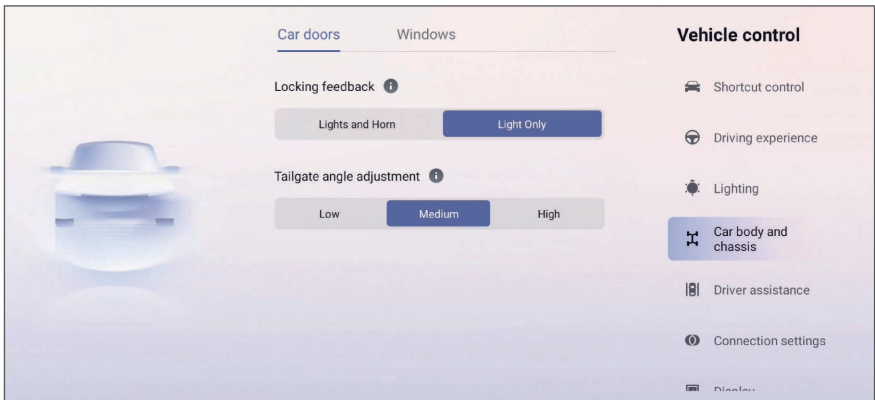 Car doors
Windows
Vehicle control
Locking feedback
Lights and Horn
Light Only
Tailgate angle adjustment
Low
Medium
High
Shortcut control
Driving experience
Lighting
Car body and
chassis
Driver assistance
Connection settings
Display